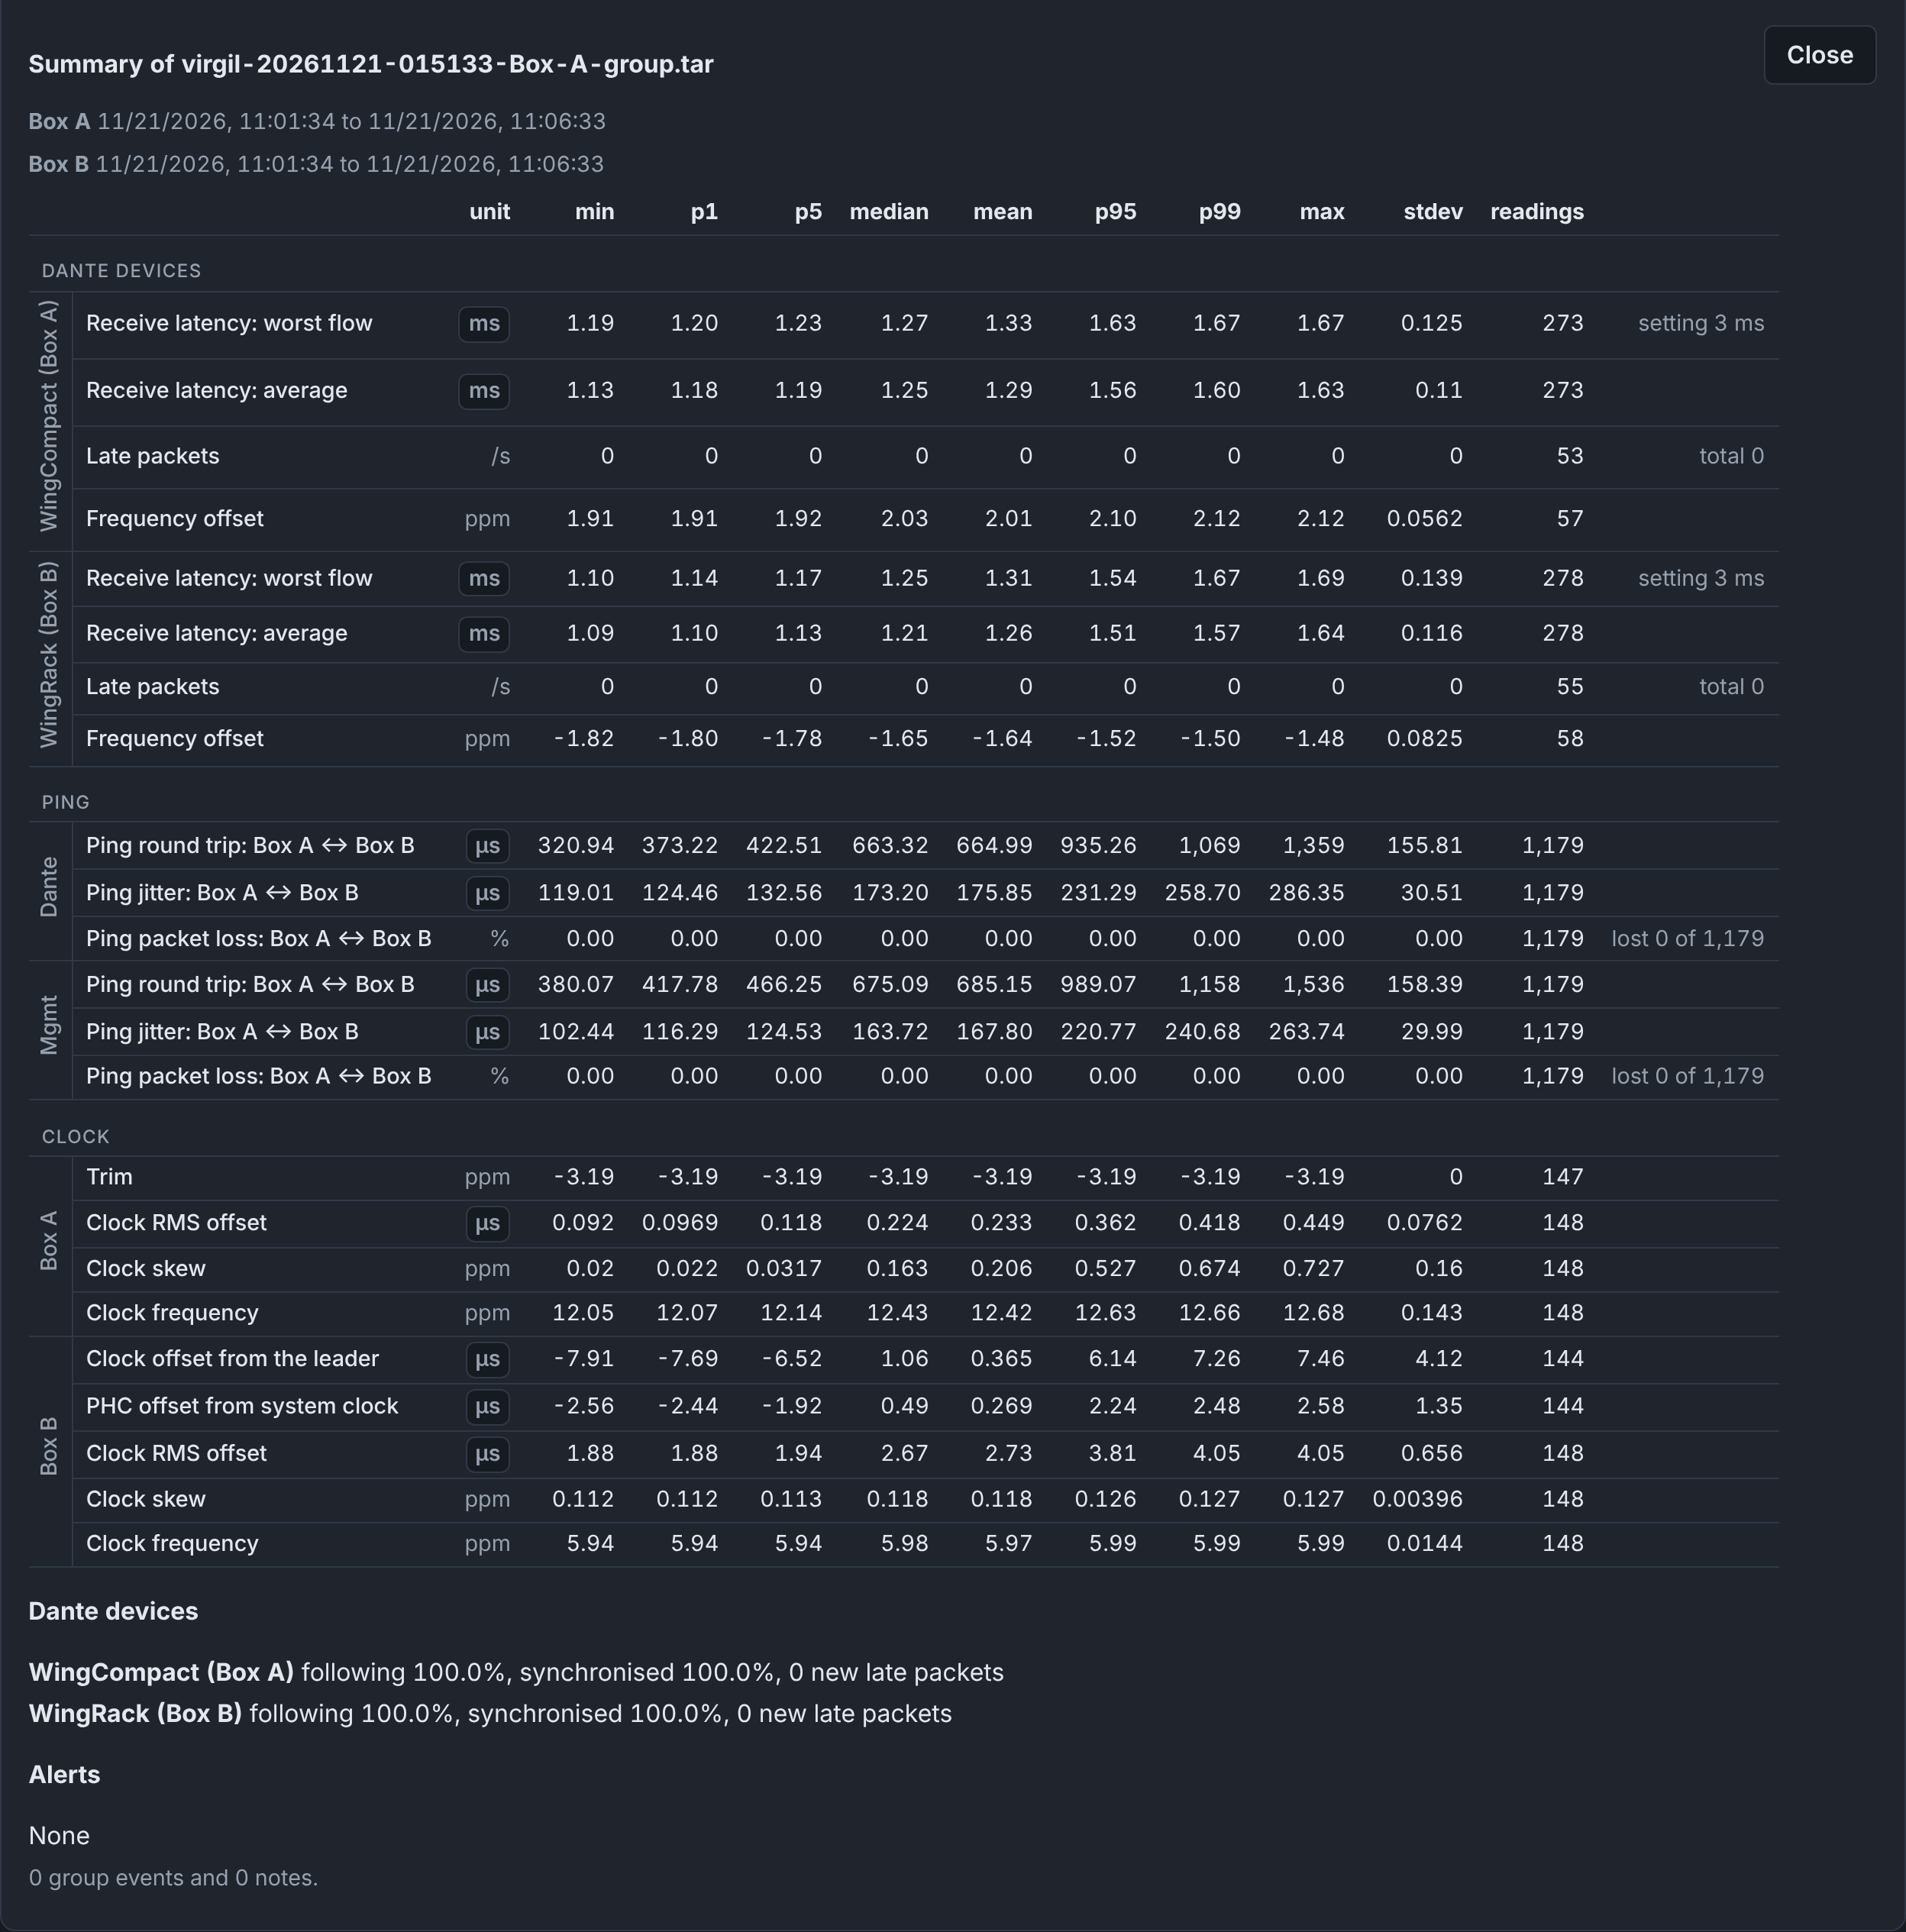 Summary of virgil-20261121-015133-Box-A-group.tar
Close
Box A 11/21/2026, 11:01:34 to 11/21/2026, 11:06:33
Box B 11/21/2026, 11:01:34 to 11/21/2026, 11:06:33
unit min p1 p5 median mean p95 p99 max stdev readings
DANTE DEVICES
WingCompact (Box A)
Receive latency: worst flow ms 1.19 1.20 1.23 1.27 1.33 1.63 1.67 1.67 0.125 273 setting 3 ms
Receive latency: average ms 1.13 1.18 1.19 1.25 1.29 1.56 1.60 1.63 0.11 273
Late packets /s 0 0 0 0 0 0 0 0 0 53 total 0
Frequency offset ppm 1.91 1.91 1.92 2.03 2.01 2.10 2.12 2.12 0.0562 57
WingRack (Box B)
Receive latency: worst flow ms 1.10 1.14 1.17 1.25 1.31 1.54 1.67 1.69 0.139 278 setting 3 ms
Receive latency: average ms 1.09 1.10 1.13 1.21 1.26 1.51 1.57 1.64 0.116 278
Late packets /s 0 0 0 0 0 0 0 0 0 55 total 0
Frequency offset ppm -1.82 -1.80 -1.78 -1.65 -1.64 -1.52 -1.50 -1.48 0.0825 58
PING
Dante
Ping round trip: Box A ↔ Box B µs 320.94 373.22 422.51 663.32 664.99 935.26 1,069 1,359 155.81 1,179
Ping jitter: Box A ↔ Box B µs 119.01 124.46 132.56 173.20 175.85 231.29 258.70 286.35 30.51 1,179
Ping packet loss: Box A ↔ Box B % 0.00 0.00 0.00 0.00 0.00 0.00 0.00 0.00 0.00 1,179 lost 0 of 1,179
Mgmt
Ping round trip: Box A ↔ Box B µs 380.07 417.78 466.25 675.09 685.15 989.07 1,158 1,536 158.39 1,179
Ping jitter: Box A ↔ Box B µs 102.44 116.29 124.53 163.72 167.80 220.77 240.68 263.74 29.99 1,179
Ping packet loss: Box A ↔ Box B % 0.00 0.00 0.00 0.00 0.00 0.00 0.00 0.00 0.00 1,179 lost 0 of 1,179
CLOCK
Box A
Trim ppm -3.19 -3.19 -3.19 -3.19 -3.19 -3.19 -3.19 -3.19 0 147
Clock RMS offset µs 0.092 0.0969 0.118 0.224 0.233 0.362 0.418 0.449 0.0762 148
Clock skew ppm 0.02 0.022 0.0317 0.163 0.206 0.527 0.674 0.727 0.16 148
Clock frequency ppm 12.05 12.07 12.14 12.43 12.42 12.63 12.66 12.68 0.143 148
Box B
Clock offset from the leader µs -7.91 -7.69 -6.52 1.06 0.365 6.14 7.26 7.46 4.12 144
PHC offset from system clock µs -2.56 -2.44 -1.92 0.49 0.269 2.24 2.48 2.58 1.35 144
Clock RMS offset µs 1.88 1.88 1.94 2.67 2.73 3.81 4.05 4.05 0.656 148
Clock skew ppm 0.112 0.112 0.113 0.118 0.118 0.126 0.127 0.127 0.00396 148
Clock frequency ppm 5.94 5.94 5.94 5.98 5.97 5.99 5.99 5.99 0.0144 148
Dante devices
WingCompact (Box A) following 100.0%, synchronised 100.0%, 0 new late packets
WingRack (Box B) following 100.0%, synchronised 100.0%, 0 new late packets
Alerts
None
0 group events and 0 notes.